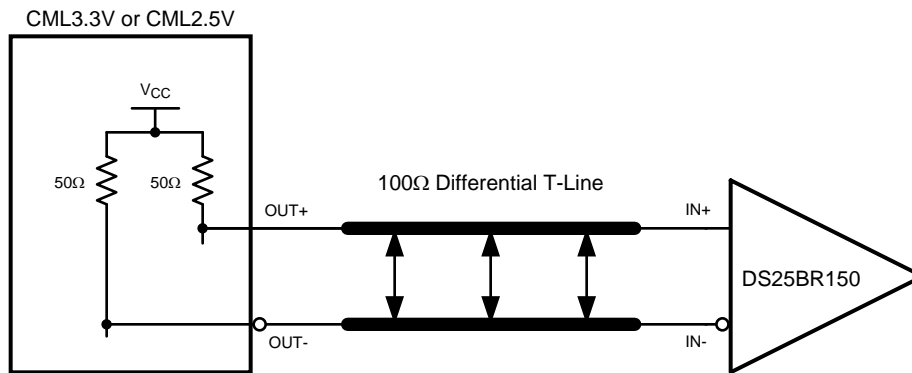 CML3.3V or CML2.5V
VCC
50Ω 50Ω
100Ω Differential T-Line
OUT+ IN+
DS25BR150
OUT- IN-